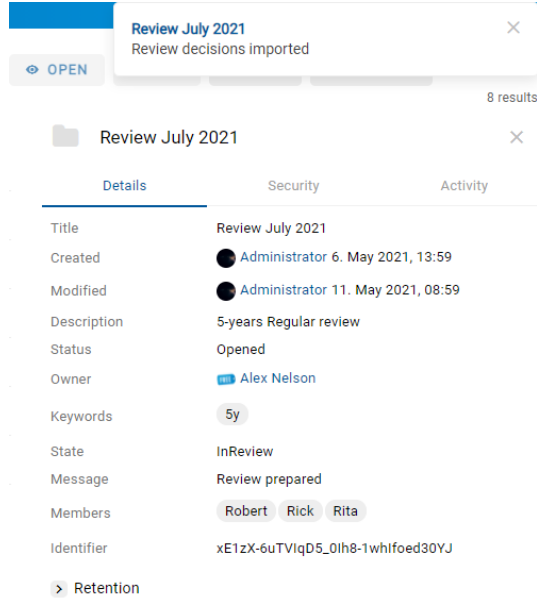 Review July 2021
Review decisions imported
OPEN
8 results
Review July 2021
Details Security Activity
Title Review July 2021
Created Administrator 6. May 2021, 13:59
Modified Administrator 11. May 2021, 08:59
Description 5-years Regular review
Status Opened
Owner Alex Nelson
Keywords 5y
State InReview
Message Review prepared
Members Robert Rick Rita
Identifier xE1zX-6uTVIqD5_0Ih8-1whIfoed30YJ
Retention